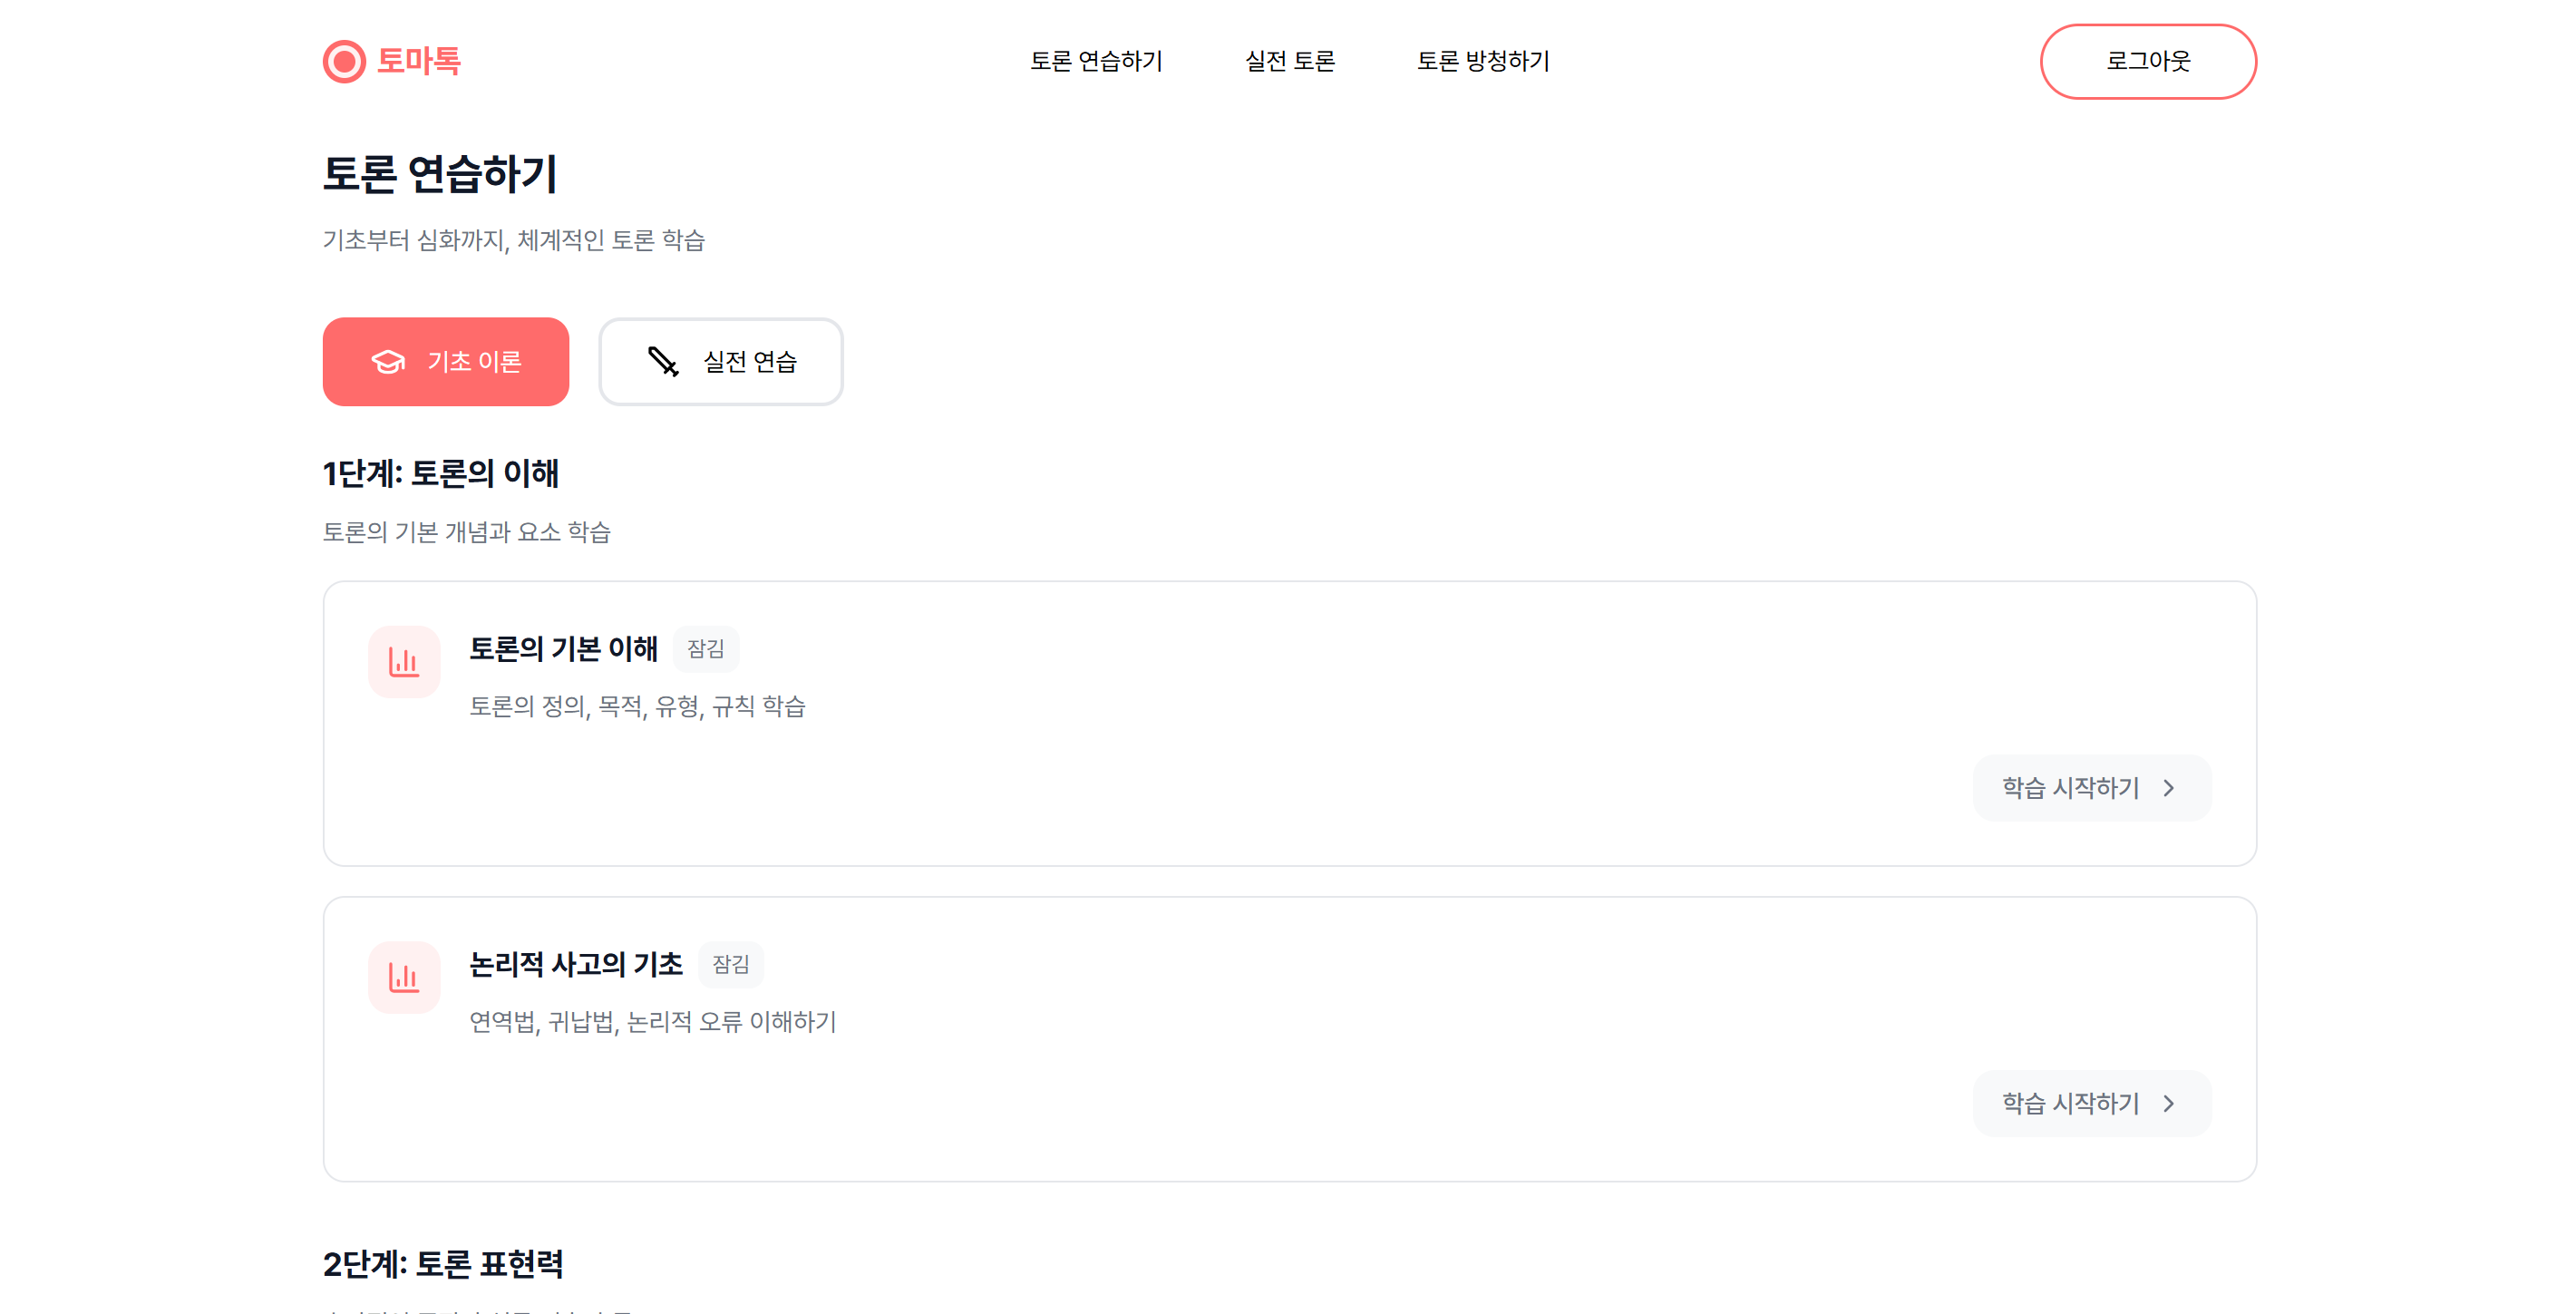 토마톡
토론 연습하기 실전 토론 토론 방청하기
로그아웃
토론 연습하기
기초부터 심화까지, 체계적인 토론 학습
기초 이론 실전 연습
1단계: 토론의 이해
토론의 기본 개념과 요소 학습
토론의 기본 이해 잠김
토론의 정의, 목적, 유형, 규칙 학습
학습 시작하기
논리적 사고의 기초 잠김
연역법, 귀납법, 논리적 오류 이해하기
학습 시작하기
2단계: 토론 표현력